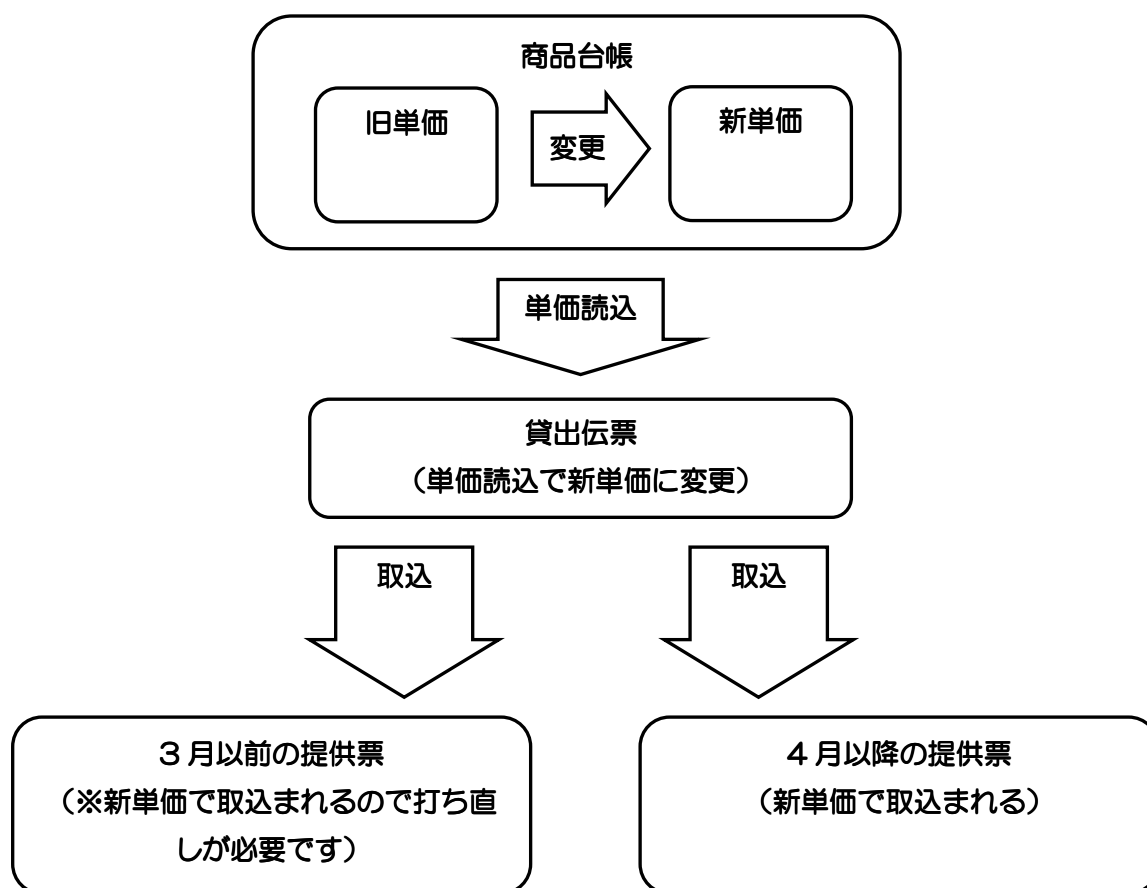 商品台帳
旧単価
変更
新単価
単価読込
貸出伝票
（単価読込で新単価に変更）
取込
取込
3月以前の提供票
（※新単価で取込まれるので打ち直
しが必要です）
4月以降の提供票
（新単価で取込まれる）